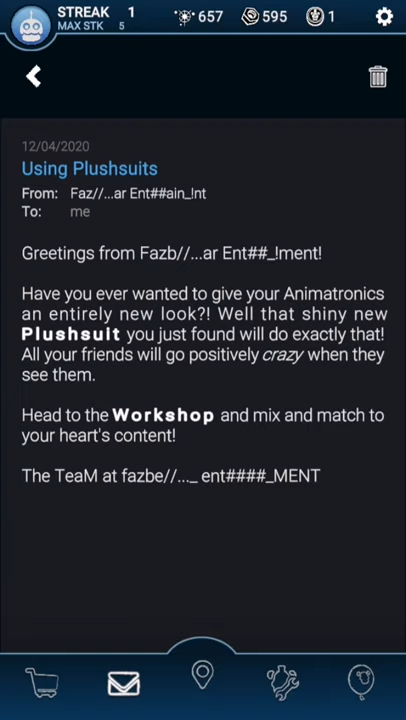 STREAK 1
MAX STK 5
657
595
1
12/04/2020
Using Plushsuits
From: Faz//...ar Ent##ain_!nt
To: me
Greetings from Fazb//...ar Ent##_!ment!
Have you ever wanted to give your Animatronics
an entirely new look?! Well that shiny new
Plushsuit you just found will do exactly that!
All your friends will go positively crazy when they
see them.
Head to the Workshop and mix and match to
your heart's content!
The TeaM at fazbe//..._ ent####_MENT